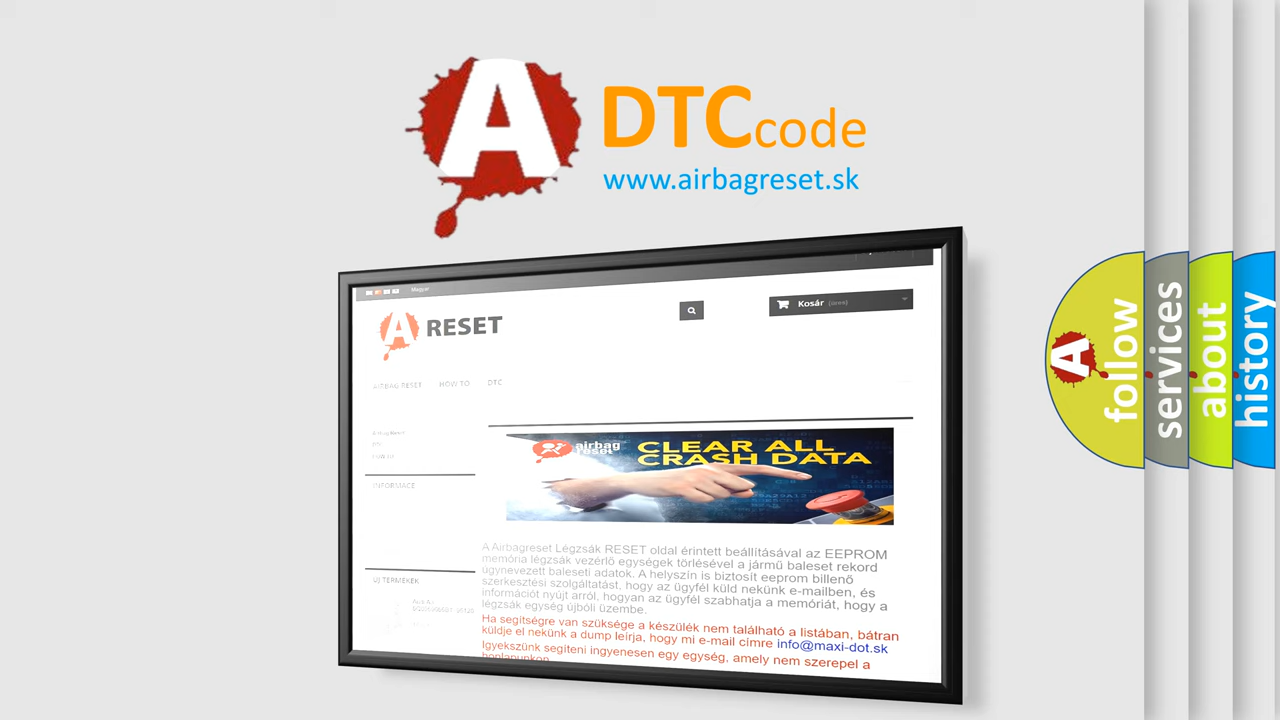 A DTCcode
www.airbagreset.sk
Magyar
A RESET
Kosár (üres)
AIRBAG RESET HOW TO DTC
airbag reset
CLEAR ALL
CRASH DATA
INFORMACE
A Airbagreset Légzsák RESET oldal érintett beállításával az EEPROM
memória légzsák vezérlő egységek törlésével a jármű baleset rekord
úgynevezett baleseti adatok. A helyszín is biztosít eeprom billenő
szerkesztési szolgáltatást, hogy az ügyfél küld nekünk e-mailben, és
információt nyújt arról, hogyan az ügyfél szabhatja a memóriát, hogy a
légzsák egység újbóli üzembe.
Ha segítségre van szüksége a készülék nem található a listában, bátran
küldje el nekünk a dump leírja, hogy mi e-mail címre info@maxi-dot.sk
Igyekszünk segíteni ingyenesen egy egység, amely nem szerepel a
honlapunkon
ÚJ TERMÉKEK
A follow
services
about
history